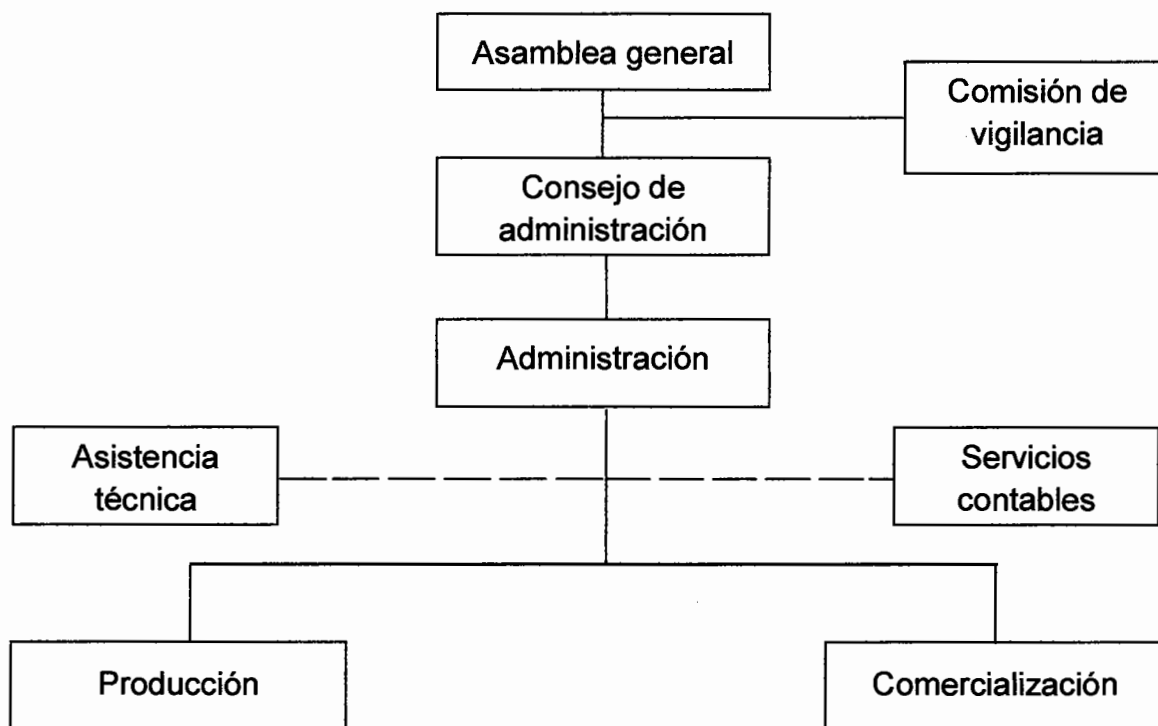 Asamblea general
Comisión de
vigilancia
Consejo de
administración
Administración
Asistencia
técnica
Servicios
contables
Producción
Comercialización